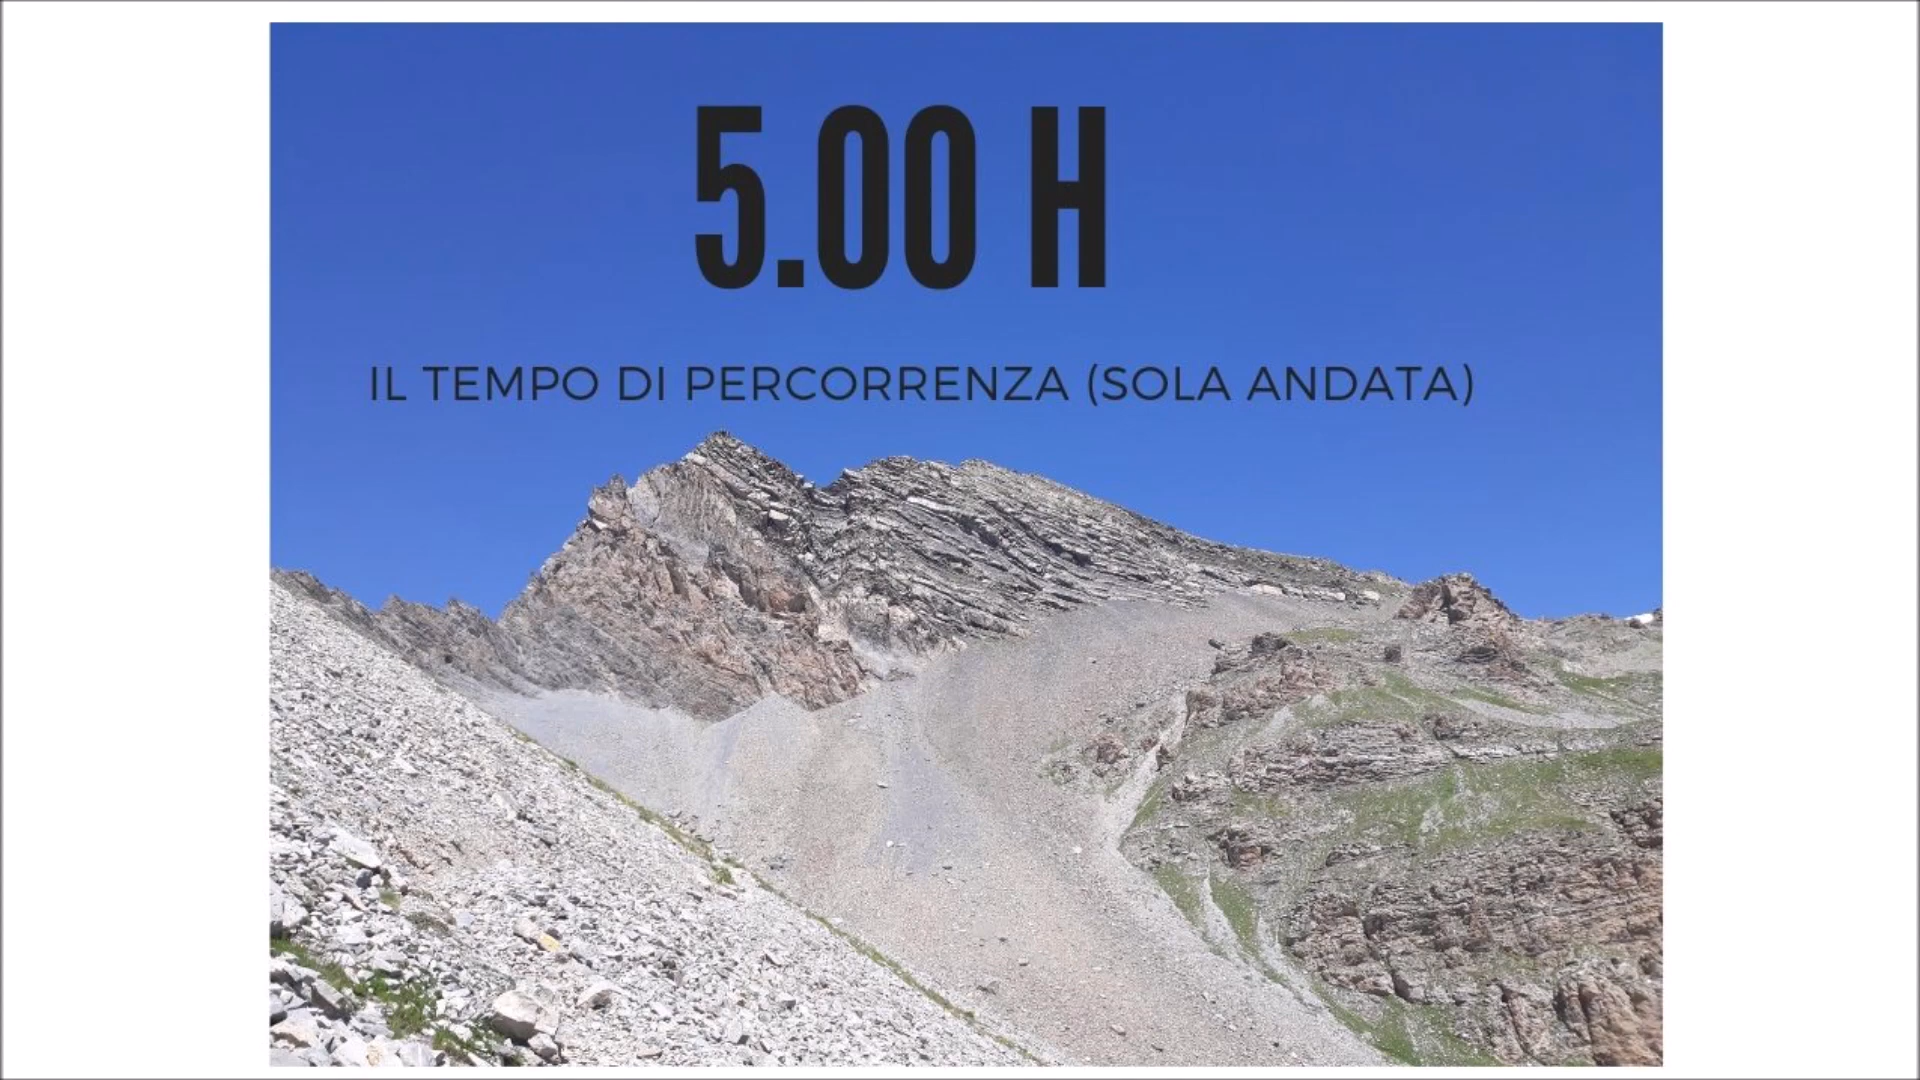 5.00 H
IL TEMPO DI PERCORRENZA (SOLA ANDATA)